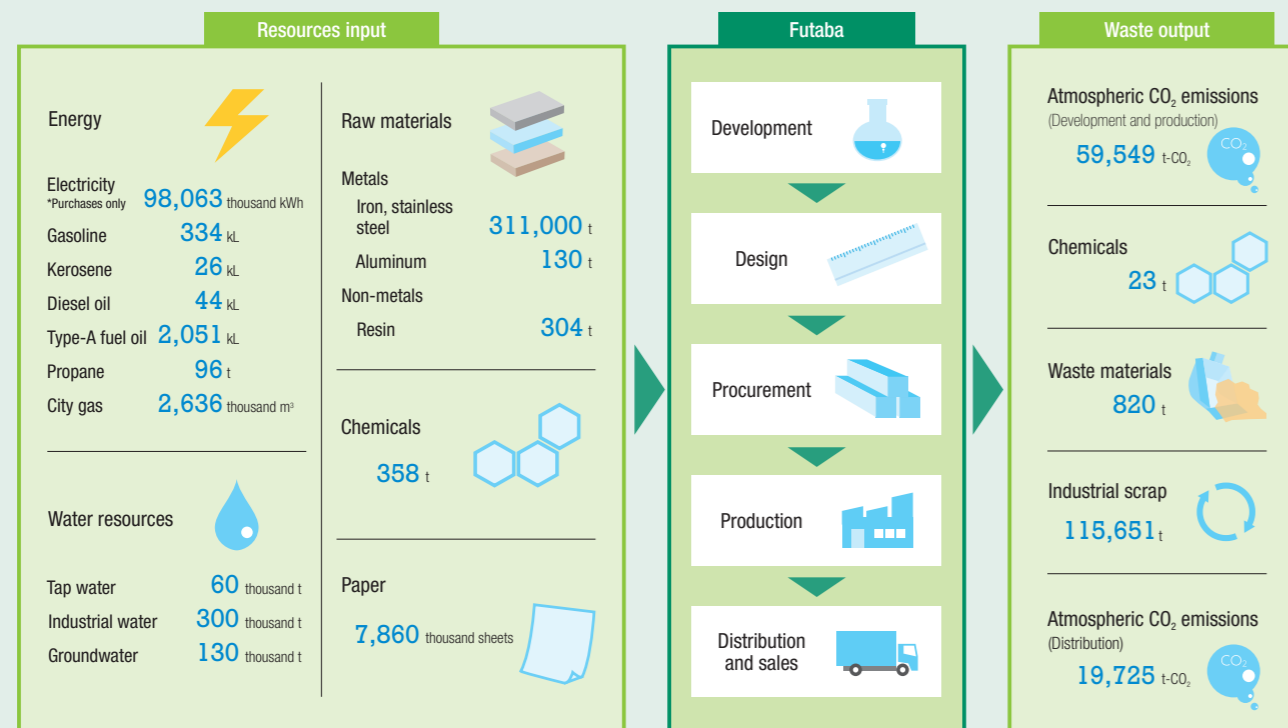 Resources input
Energy
Electricity
*Purchases only 98,063 thousand kWh
Gasoline 334 kL
Kerosene 26 kL
Diesel oil 44 kL
Type-A fuel oil 2,051 kL
Propane 96 t
City gas 2,636 thousand m³
Water resources
Tap water 60 thousand t
Industrial water 300 thousand t
Groundwater 130 thousand t
Raw materials
Metals
Iron, stainless
steel 311,000 t
Aluminum 130 t
Non-metals
Resin 304 t
Chemicals
358 t
Paper
7,860 thousand sheets
Futaba
Development
Design
Procurement
Production
Distribution
and sales
Waste output
Atmospheric CO₂ emissions
(Development and production)
59,549 t-CO₂
CO₂
Chemicals
23 t
Waste materials
820 t
Industrial scrap
115,651 t
Atmospheric CO₂ emissions
(Distribution)
19,725 t-CO₂
CO₂